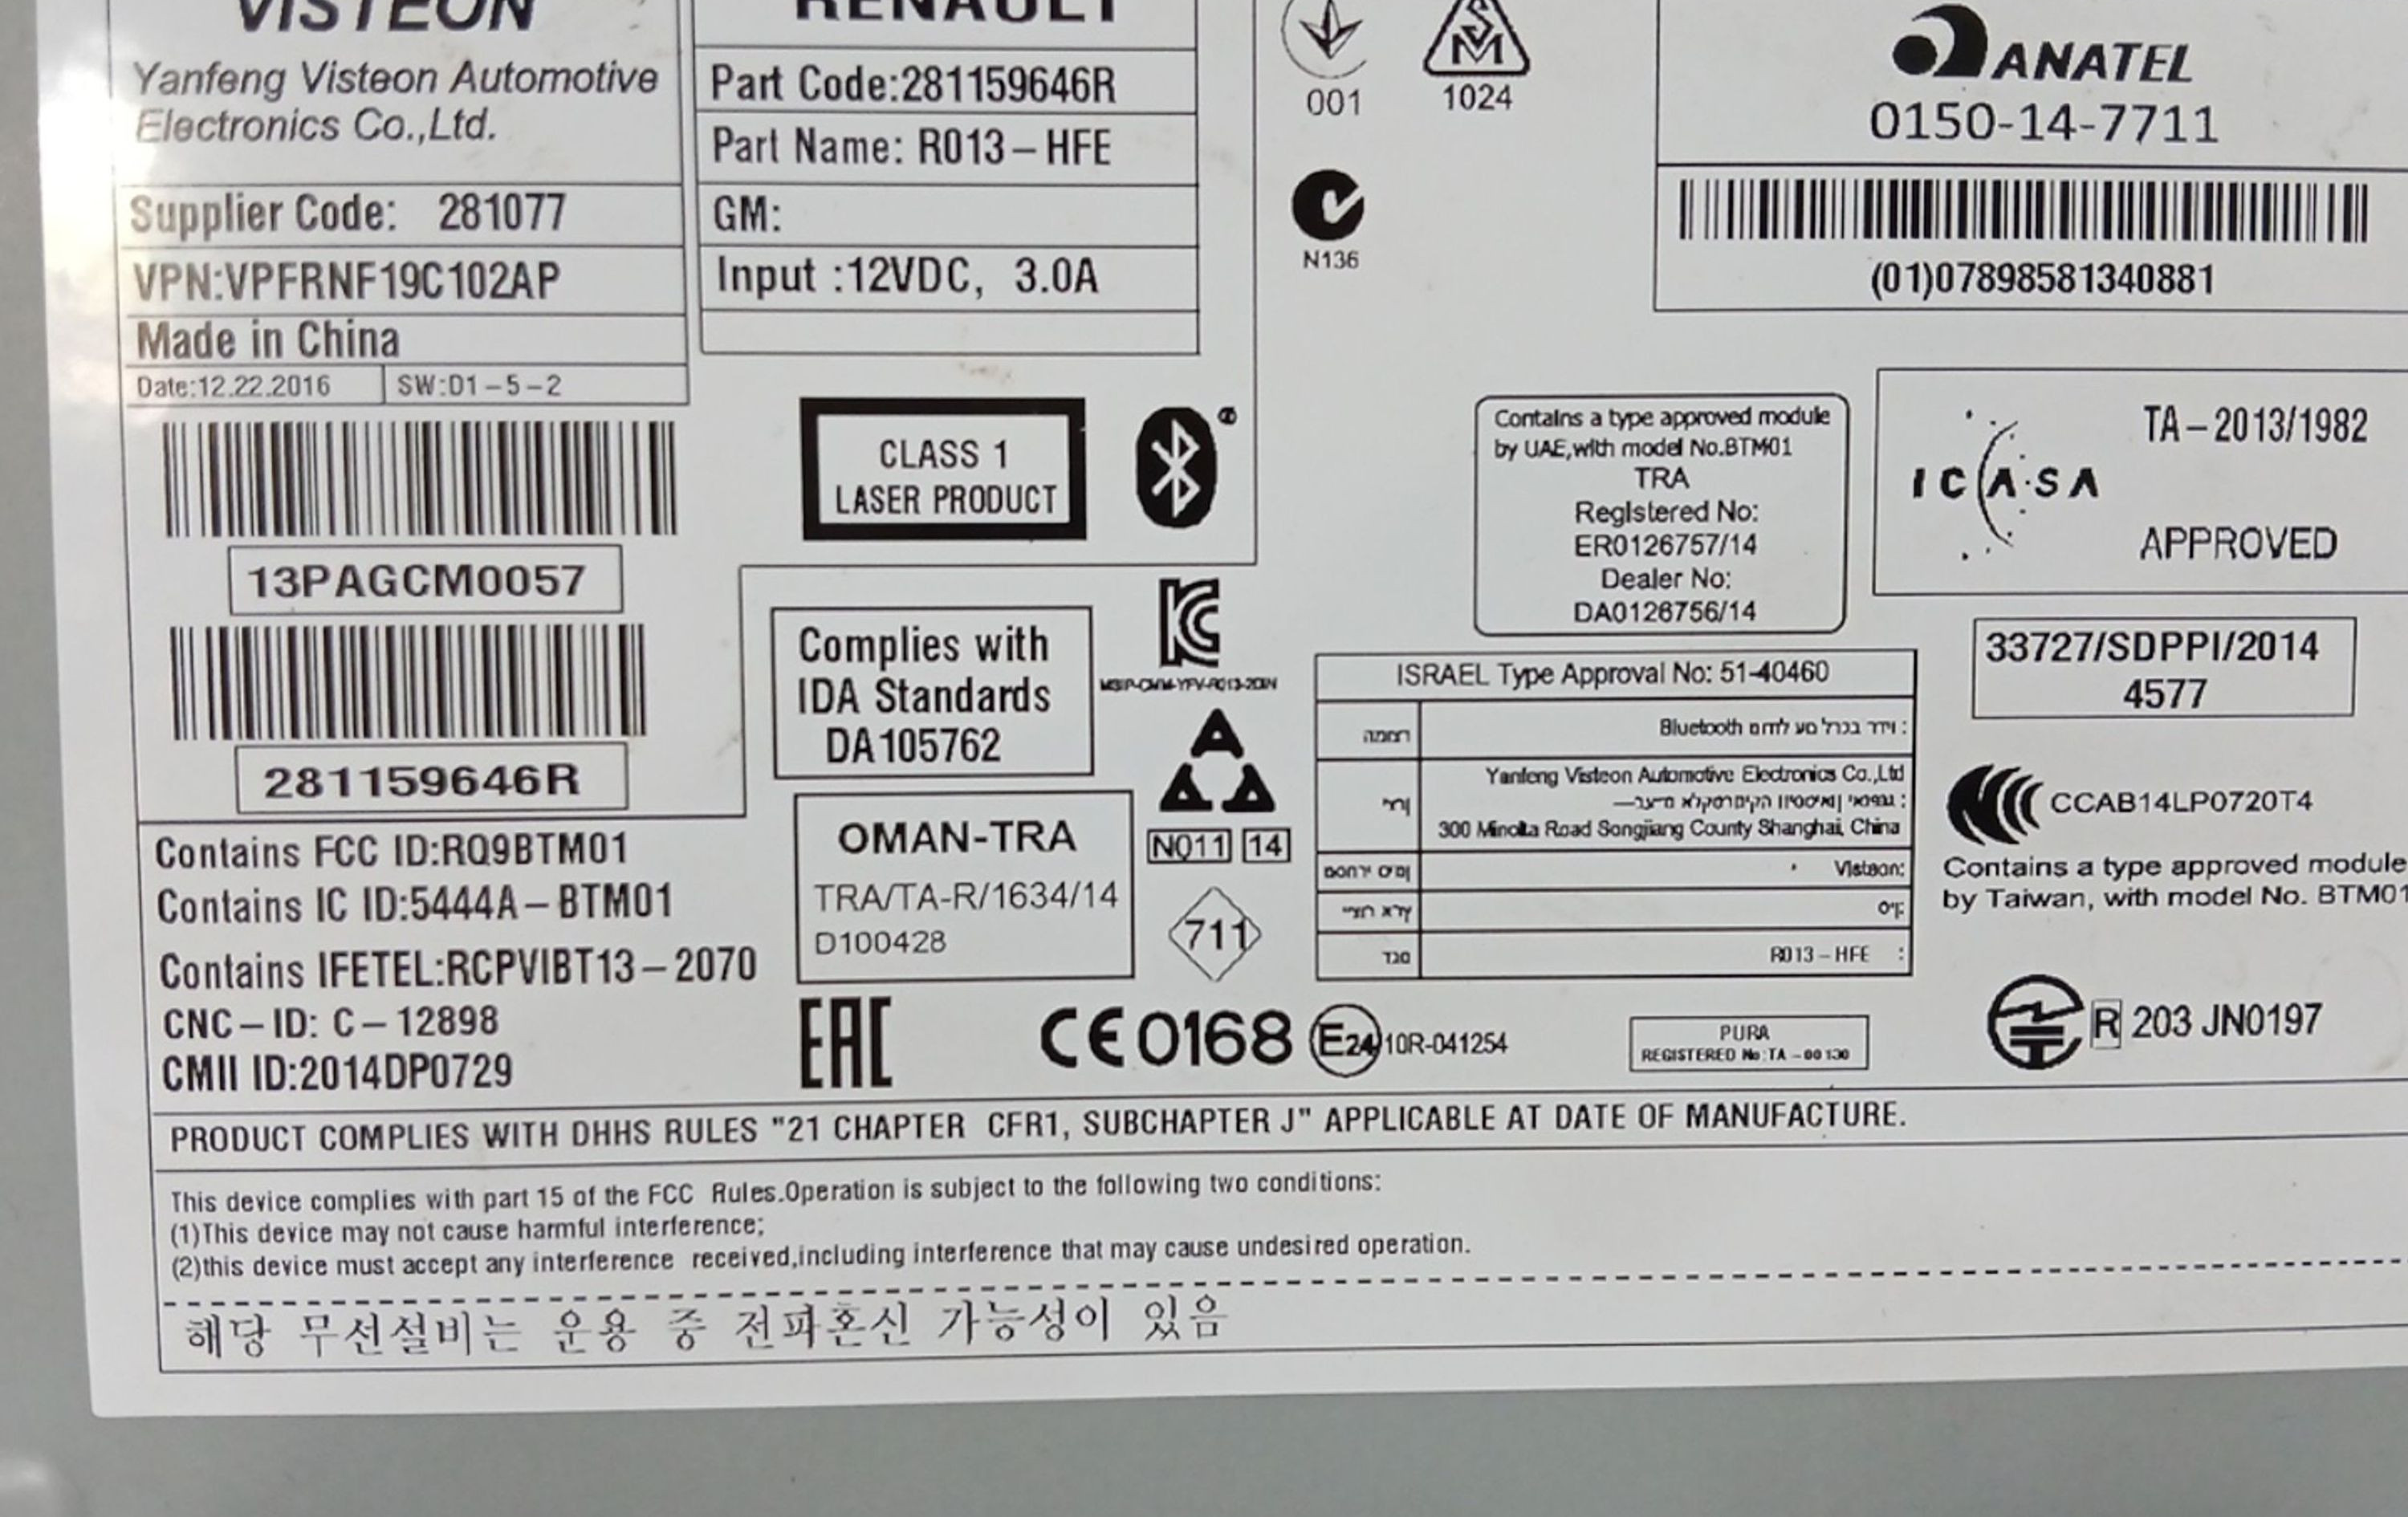 VISTEON
Yanfeng Visteon Automotive
Electronics Co.,Ltd.
Supplier Code: 281077
VPN:VPFRNF19C102AP
Made in China
Date:12.22.2016
SW:D1-5-2
13PAGCM0057
281159646R
RENAULT
Part Code:281159646R
Part Name: R013-HFE
GM:
Input :12VDC, 3.0A
CLASS 1
LASER PRODUCT
001
SM
1024
N136
ANATEL
0150-14-7711
(01)07898581340881
Contains a type approved module
by UAE,with model No.BTM01
TRA
Registered No:
ER0126757/14
Dealer No:
DA0126756/14
ICASA
TA-2013/1982
APPROVED
Complies with
IDA Standards
DA105762
OMAN-TRA
TRA/TA-R/1634/14
D100428
NQ11 14
711
ISRAEL Type Approval No: 51-40460
Bluetooth
Yanfeng Visteon Automotive Electronics Co.,Ltd
300 Minolta Road Songjiang County Shanghai, China
Visteon:
R013-HFE :
33727/SDPPI/2014
4577
CCAB14LP0720T4
Contains a type approved module
by Taiwan, with model No. BTM01
Contains FCC ID:RQ9BTM01
Contains IC ID:5444A-BTM01
Contains IFETEL:RCPVIBT13-2070
CNC-ID: C-12898
CMII ID:2014DP0729
EAC
CE0168
E24 10R-041254
PURA
REGISTERED No:TA-00130
R 203 JN0197
PRODUCT COMPLIES WITH DHHS RULES "21 CHAPTER CFR1, SUBCHAPTER J" APPLICABLE AT DATE OF MANUFACTURE.
This device complies with part 15 of the FCC Rules.Operation is subject to the following two conditions:
(1)This device may not cause harmful interference;
(2)this device must accept any interference received,including interference that may cause undesired operation.
해당 무선설비는 운용 중 전파혼신 가능성이 있음